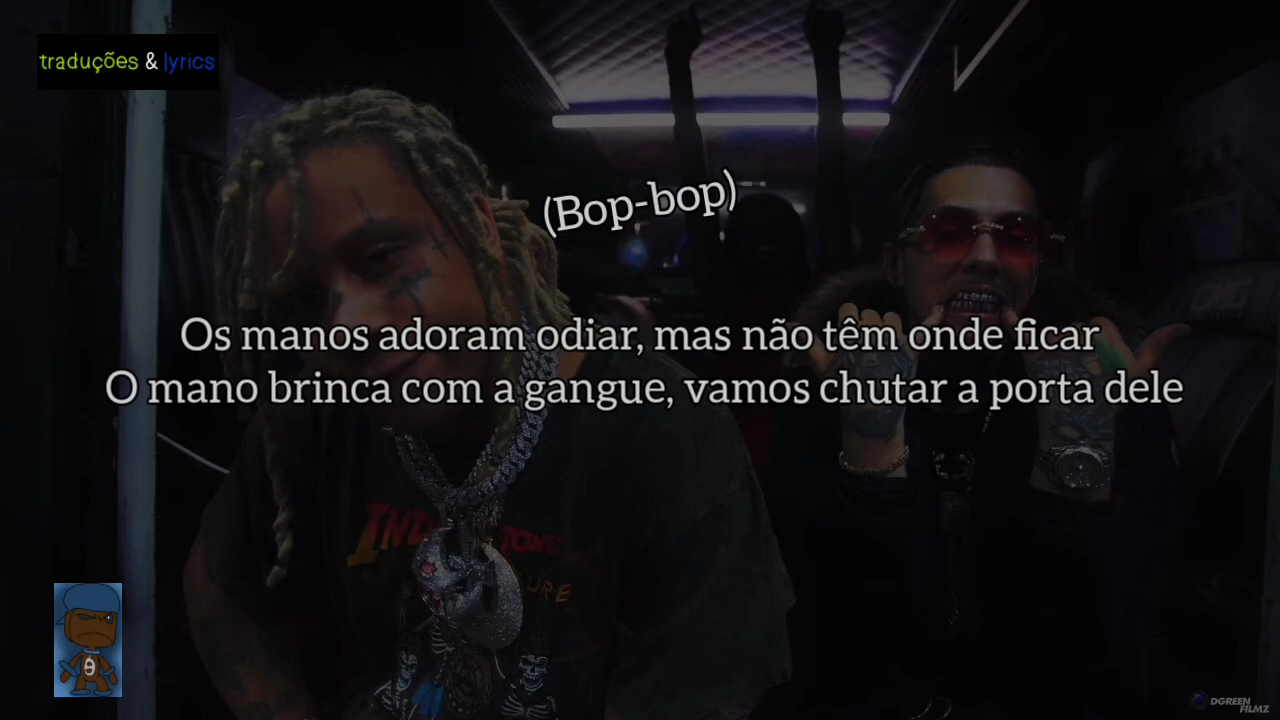 traduções & lyrics
(Bop-bop)
Os manos adoram odiar, mas não têm onde ficar
O mano brinca com a gangue, vamos chutar a porta dele
DGREEN
FILMZ